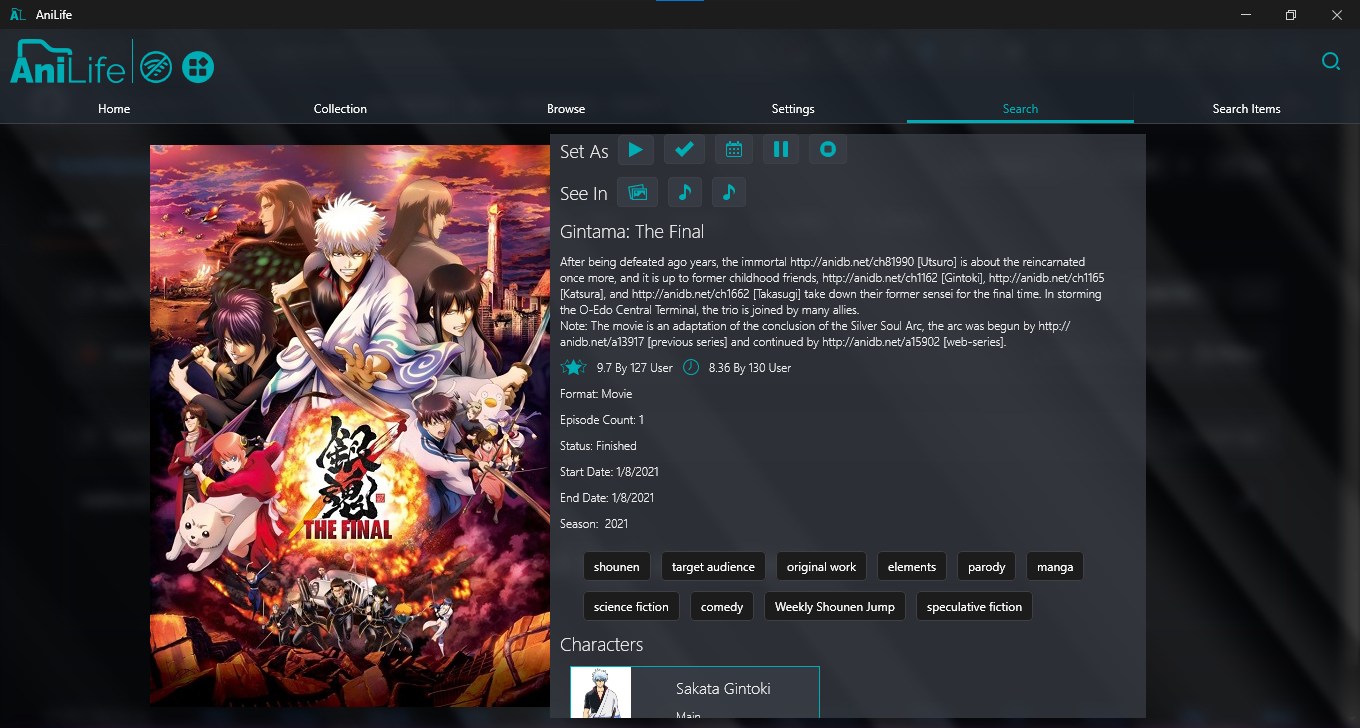 AniLife
AniLife
Home
Collection
Browse
Settings
Search
Search Items
Set As
See In
Gintama: The Final
After being defeated ago years, the immortal http://anidb.net/ch81990 [Utsuro] is about the reincarnated
once more, and it is up to former childhood friends, http://anidb.net/ch1162 [Gintoki], http://anidb.net/ch1165
[Katsura], and http://anidb.net/ch1662 [Takasugi] take down their former sensei for the final time. In storming
the O-Edo Central Terminal, the trio is joined by many allies.
Note: The movie is an adaptation of the conclusion of the Silver Soul Arc, the arc was begun by http://
anidb.net/a13917 [previous series] and continued by http://anidb.net/a15902 [web-series].
9.7 By 127 User
8.36 By 130 User
Format: Movie
Episode Count: 1
Status: Finished
Start Date: 1/8/2021
End Date: 1/8/2021
Season: 2021
shounen
target audience
original work
elements
parody
manga
science fiction
comedy
Weekly Shounen Jump
speculative fiction
Characters
Sakata Gintoki
Main
銀魂
THE FINAL